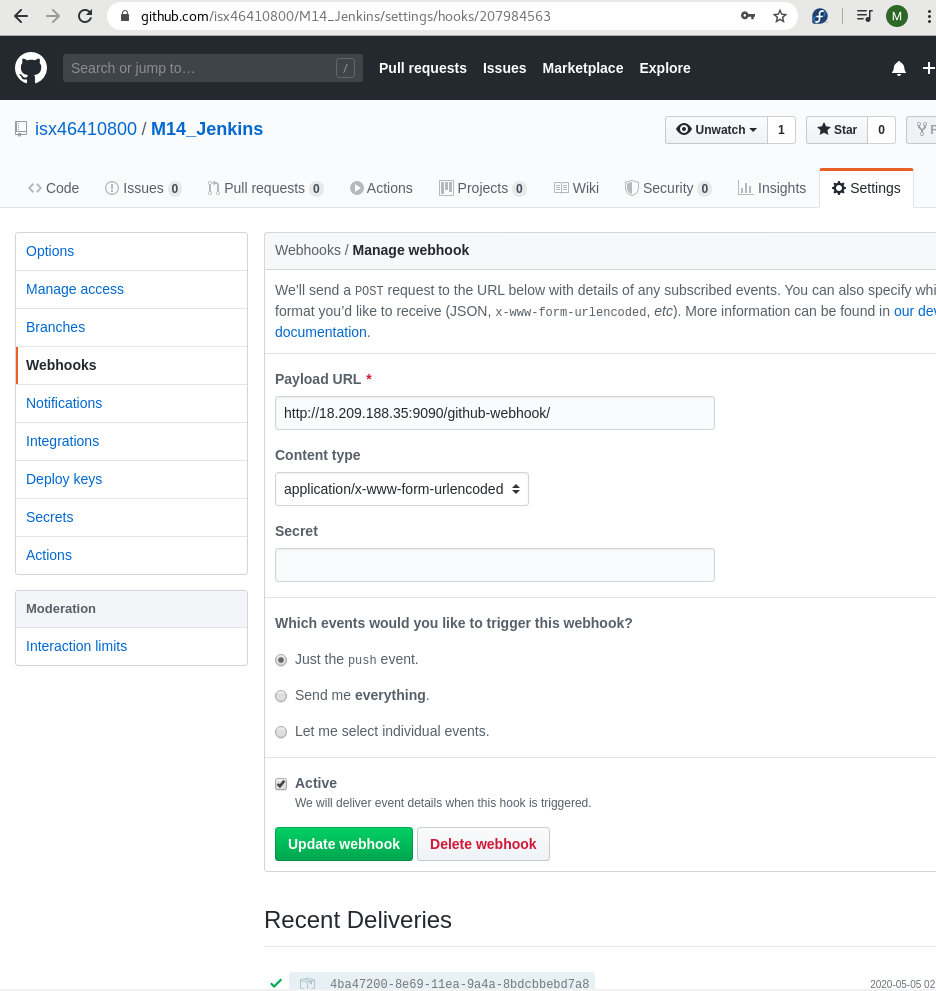 github.com/isx46410800/M14_Jenkins/settings/hooks/207984563
M
Search or jump to…
/
Pull requests
Issues
Marketplace
Explore
isx46410800 / M14_Jenkins
Unwatch
1
Star
0
F
Code
Issues 0
Pull requests 0
Actions
Projects 0
Wiki
Security 0
Insights
Settings
Options
Manage access
Branches
Webhooks
Notifications
Integrations
Deploy keys
Secrets
Actions
Moderation
Interaction limits
Webhooks / Manage webhook
We’ll send a POST request to the URL below with details of any subscribed events. You can also specify whi
format you’d like to receive (JSON, x-www-form-urlencoded, etc). More information can be found in our dev
documentation.
Payload URL *
http://18.209.188.35:9090/github-webhook/
Content type
application/x-www-form-urlencoded
Secret
Which events would you like to trigger this webhook?
Just the push event.
Send me everything.
Let me select individual events.
Active
We will deliver event details when this hook is triggered.
Update webhook
Delete webhook
Recent Deliveries
4ba47200-8e69-11ea-9a4a-8bdcbbebd7a8
2020-05-05 02